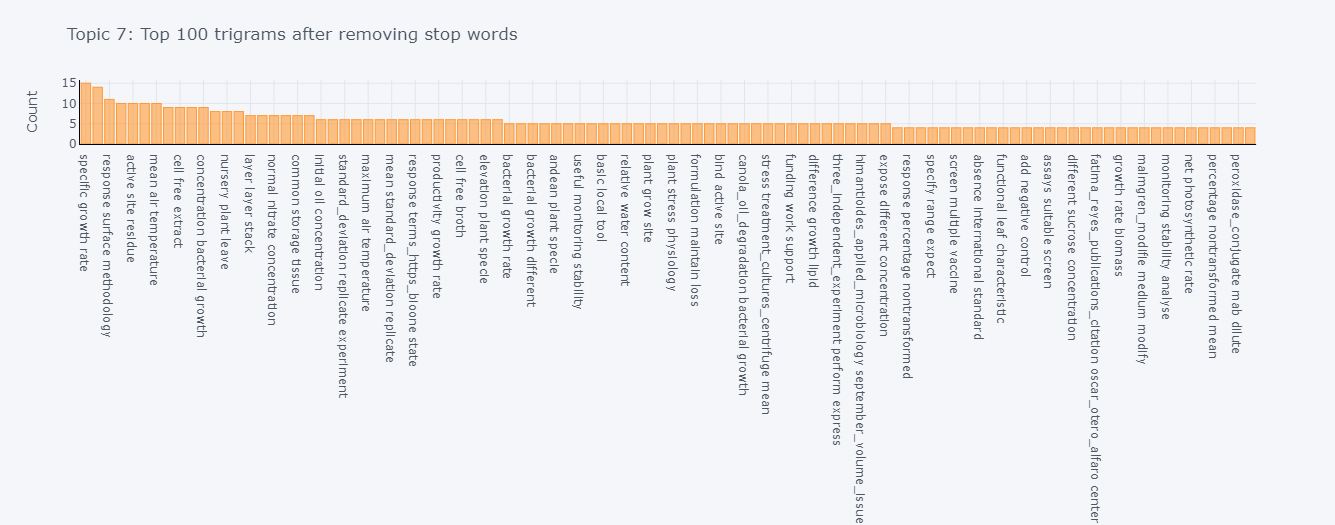 Topic 7: Top 100 trigrams after removing stop words
Count
15
10
5
0
specific growth rate
response surface methodology
active site residue
mean air temperature
cell free extract
concentration bacterial growth
nursery plant leave
layer layer stack
normal nitrate concentration
common storage tissue
initial oil concentration
standard_deviation replicate experiment
maximum air temperature
mean standard_deviation replicate
response terms_https_bioone state
productivity growth rate
cell free broth
elevation plant specie
bacterial growth rate
bacterial growth different
andean plant specie
useful monitoring stability
basic local tool
relative water content
plant grow site
plant stress physiology
formulation maintain loss
bind active site
canola_oil_degradation bacterial growth
stress treatment_cultures_centrifuge mean
funding work support
difference growth lipid
three_independent_experiment perform express
himantioides_applied_microbiology september_volume_issue
expose different concentration
response percentage nontransformed
specify range expect
screen multiple vaccine
absence international standard
functional leaf characteristic
add negative control
assays suitable screen
different sucrose concentration
fatima_reyes_publications_citation oscar_otero_alfaro center
growth rate biomass
malmgren_modifie medium modify
monitoring stability analyse
net photosynthetic rate
percentage nontransformed mean
peroxidase_conjugate mab dilute